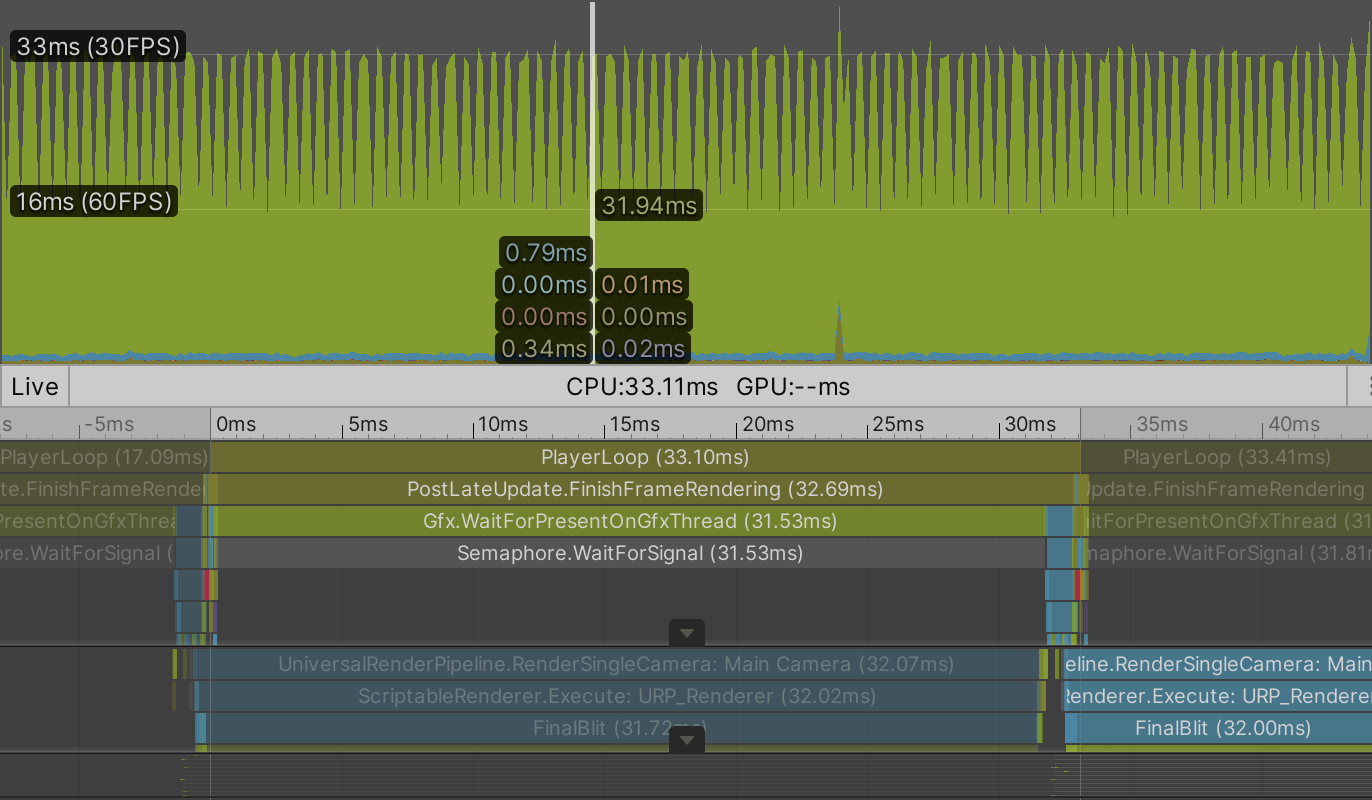 33ms (30FPS)
16ms (60FPS)
31.94ms
0.79ms
0.00ms 0.01ms
0.00ms 0.00ms
0.34ms 0.02ms
Live CPU:33.11ms GPU:--ms
s -5ms 0ms 5ms 10ms 15ms 20ms 25ms 30ms 35ms 40ms
PlayerLoop (17.09ms) PlayerLoop (33.10ms) PlayerLoop (33.41ms)
te.FinishFrameRende PostLateUpdate.FinishFrameRendering (32.69ms) Update.FinishFrameRendering
PresentOnGfxThrea Gfx.WaitForPresentOnGfxThread (31.53ms) itForPresentOnGfxThread (31
ore.WaitForSignal ( Semaphore.WaitForSignal (31.53ms) maphore.WaitForSignal (31.81m
UniversalRenderPipeline.RenderSingleCamera: Main Camera (32.07ms) eline.RenderSingleCamera: Main
ScriptableRenderer.Execute: URP_Renderer (32.02ms) Renderer.Execute: URP_Renderer
FinalBlit (31.72ms) FinalBlit (32.00ms)